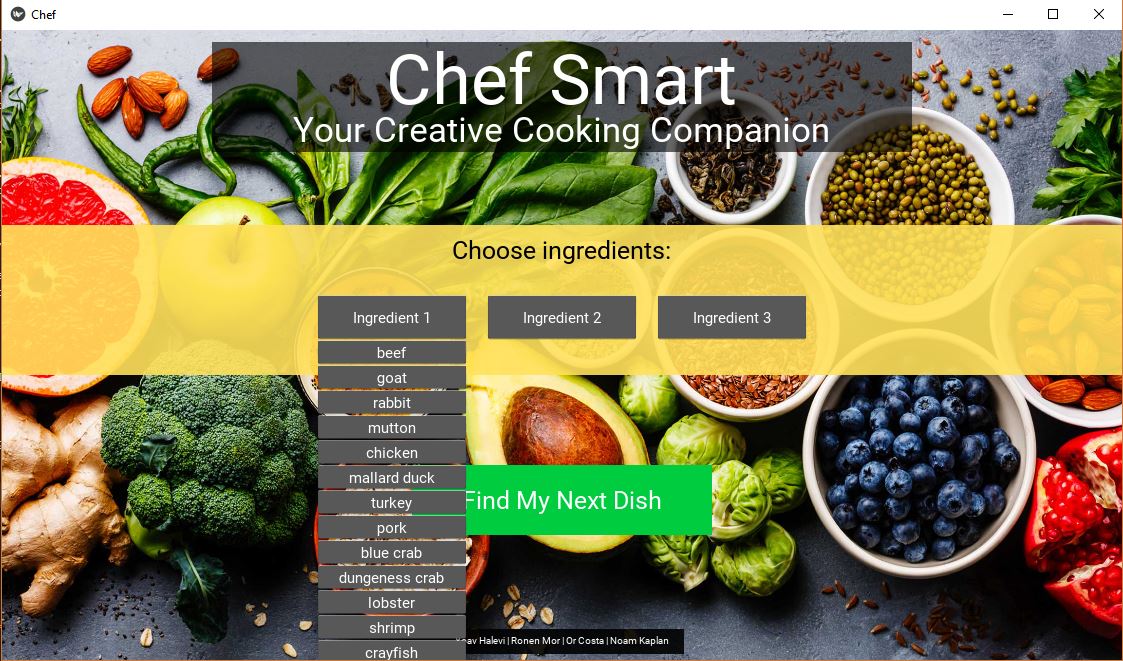 Chef
Chef Smart
Your Creative Cooking Companion
Choose ingredients:
Ingredient 1
Ingredient 2
Ingredient 3
beef
goat
rabbit
mutton
chicken
mallard duck
turkey
pork
blue crab
dungeness crab
lobster
shrimp
crayfish
Find My Next Dish
Halevi | Ronen Mor | Or Costa | Noam Kaplan